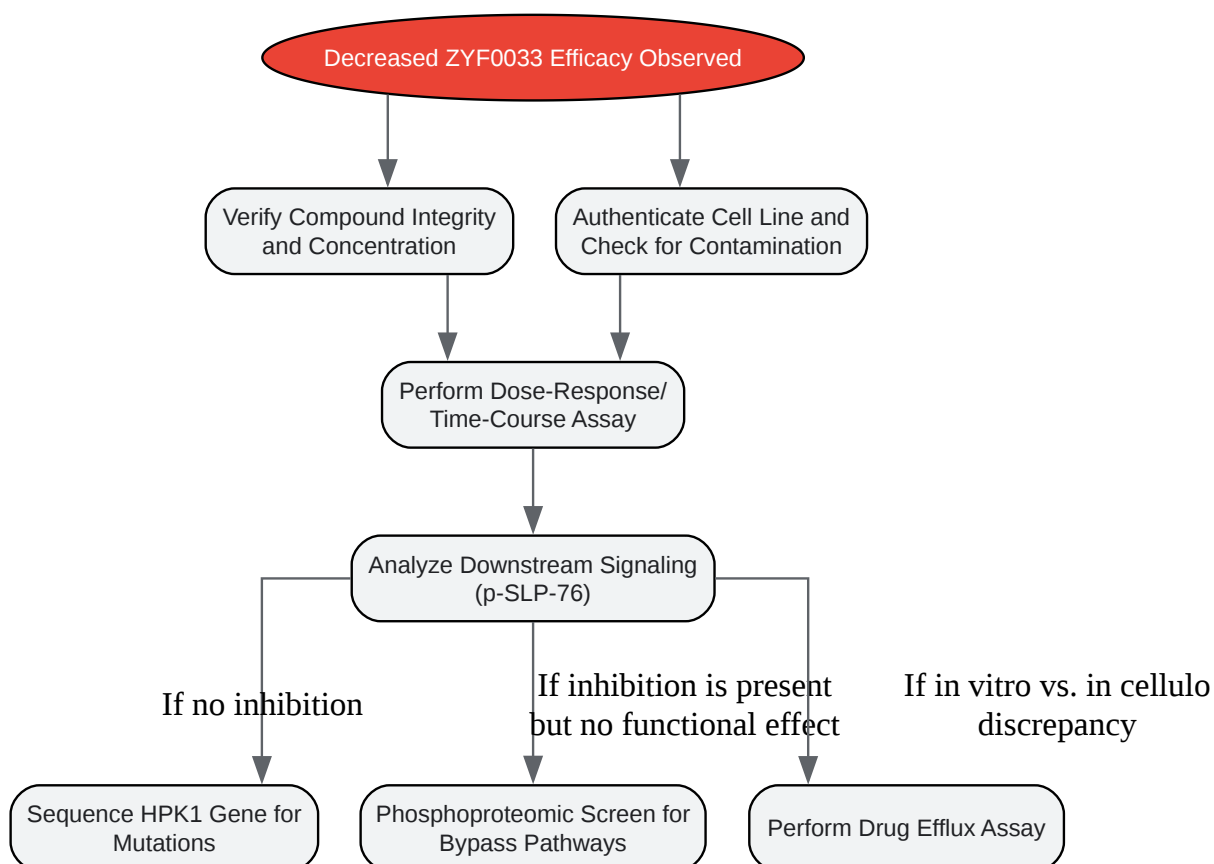 Decreased ZYF0033 Efficacy Observed
Verify Compound Integrity
and Concentration
Authenticate Cell Line and
Check for Contamination
Perform Dose-Response/
Time-Course Assay
Analyze Downstream Signaling
(p-SLP-76)
If no inhibition
If inhibition is present
but no functional effect
If in vitro vs. in cellulo
discrepancy
Sequence HPK1 Gene for
Mutations
Phosphoproteomic Screen for
Bypass Pathways
Perform Drug Efflux Assay